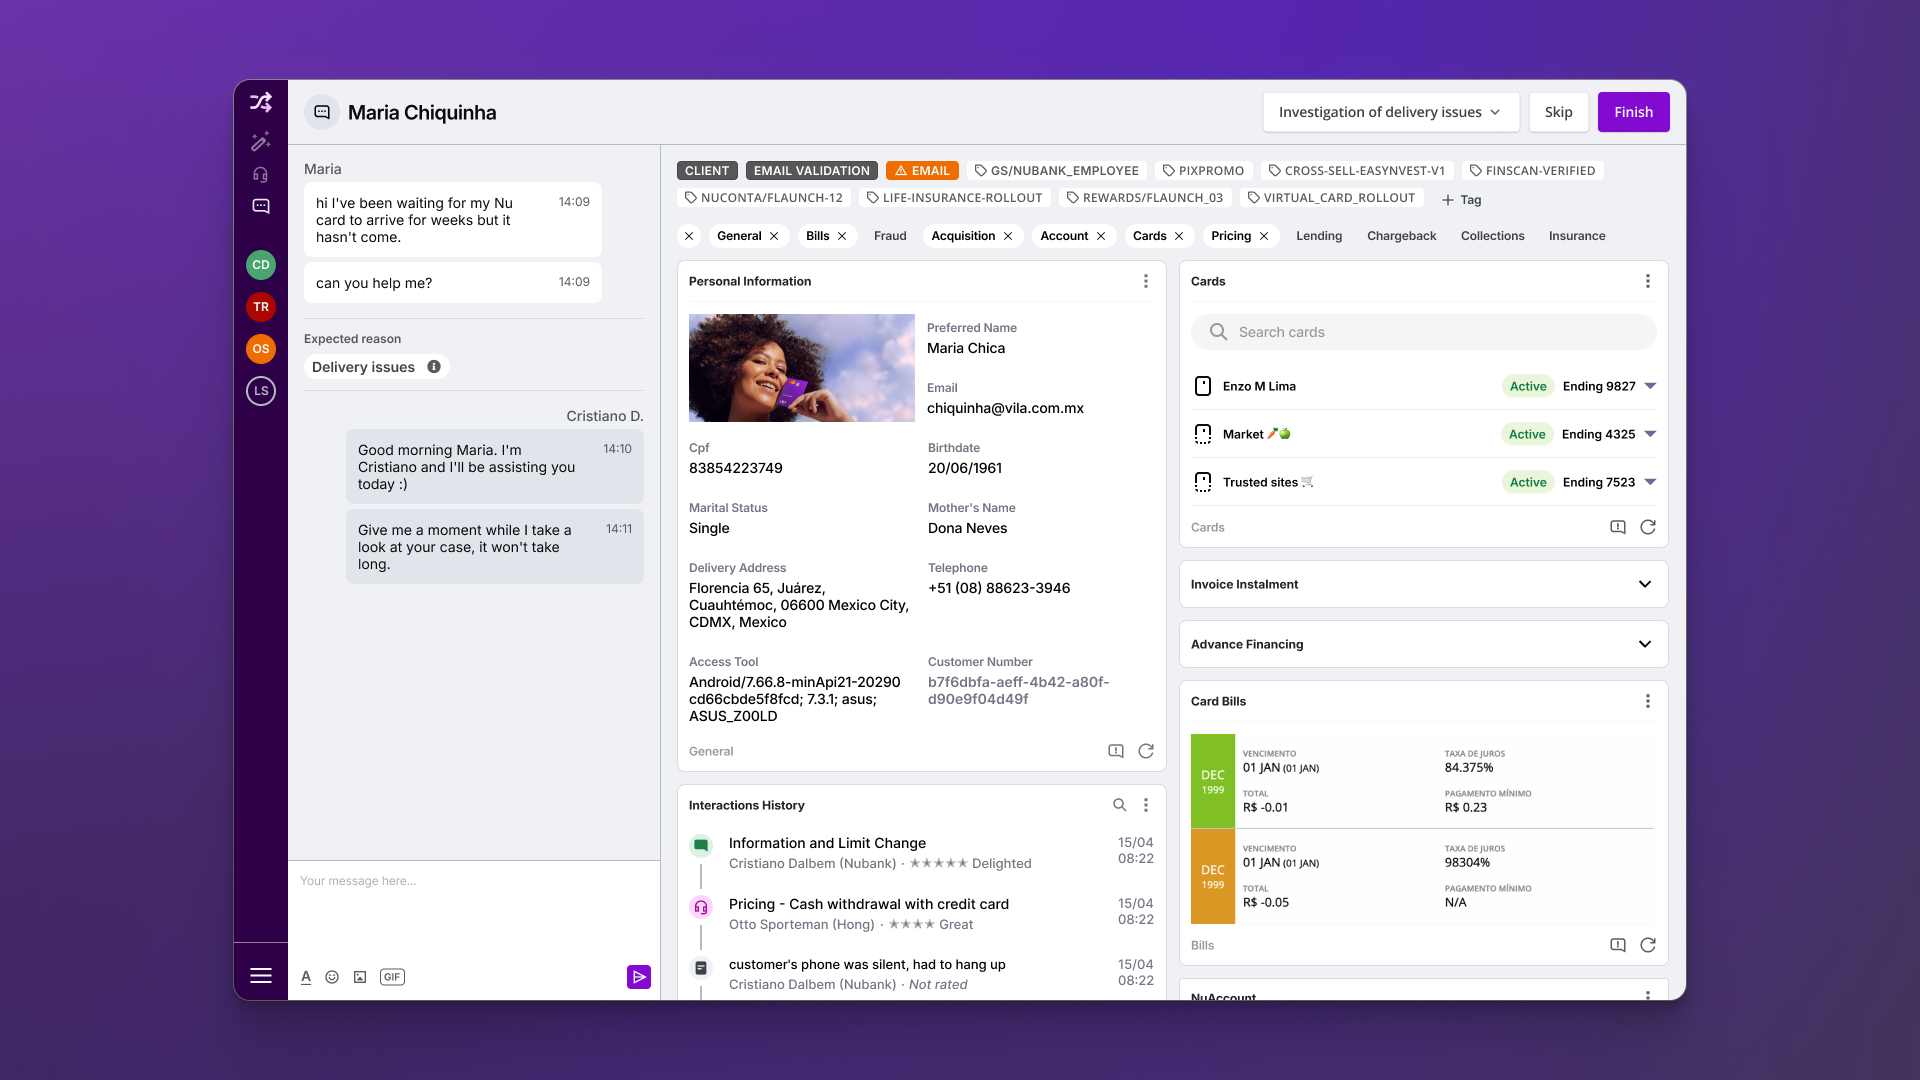 Maria Chiquinha
Investigation of delivery issues
Skip
Finish
CD
TR
OS
LS
Maria
hi I've been waiting for my Nu
card to arrive for weeks but it
hasn't come.
14:09
can you help me?
14:09
Expected reason
Delivery issues
Cristiano D.
Good morning Maria. I'm
Cristiano and I'll be assisting you
today :)
14:10
Give me a moment while I take a
look at your case, it won't take
long.
14:11
Your message here...
A
GIF
CLIENT
EMAIL VALIDATION
EMAIL
GS/NUBANK_EMPLOYEE
PIXPROMO
CROSS-SELL-EASYNVEST-V1
FINSCAN-VERIFIED
NUCONTA/FLAUNCH-12
LIFE-INSURANCE-ROLLOUT
REWARDS/FLAUNCH_03
VIRTUAL_CARD_ROLLOUT
Tag
General
Bills
Fraud
Acquisition
Account
Cards
Pricing
Lending
Chargeback
Collections
Insurance
Personal Information
Preferred Name
Maria Chica
Email
chiquinha@vila.com.mx
Cpf
83854223749
Birthdate
20/06/1961
Marital Status
Single
Mother's Name
Dona Neves
Delivery Address
Florencia 65, Juárez,
Cuauhtémoc, 06600 Mexico City,
CDMX, Mexico
Telephone
+51 (08) 88623-3946
Access Tool
Android/7.66.8-minApi21-20290
cd66cbde5f8fcd; 7.3.1; asus;
ASUS_Z00LD
Customer Number
b7f6dbfa-aeff-4b42-a80f-
d90e9f04d49f
General
Interactions History
Information and Limit Change
Cristiano Dalbem (Nubank) · ★★★★★ Delighted
15/04
08:22
Pricing - Cash withdrawal with credit card
Otto Sporteman (Hong) · ★★★★ Great
15/04
08:22
customer's phone was silent, had to hang up
Cristiano Dalbem (Nubank) · Not rated
15/04
08:22
Cards
Search cards
Enzo M Lima
Active
Ending 9827
Market 🥕🍏
Active
Ending 4325
Trusted sites 🛒
Active
Ending 7523
Cards
Invoice Instalment
Advance Financing
Card Bills
DEC
1999
VENCIMENTO
01 JAN (01 JAN)
TAXA DE JUROS
84.375%
TOTAL
R$ -0.01
PAGAMENTO MÍNIMO
R$ 0.23
DEC
1999
VENCIMENTO
01 JAN (01 JAN)
TAXA DE JUROS
98304%
TOTAL
R$ -0.05
PAGAMENTO MÍNIMO
N/A
Bills
NuAccount